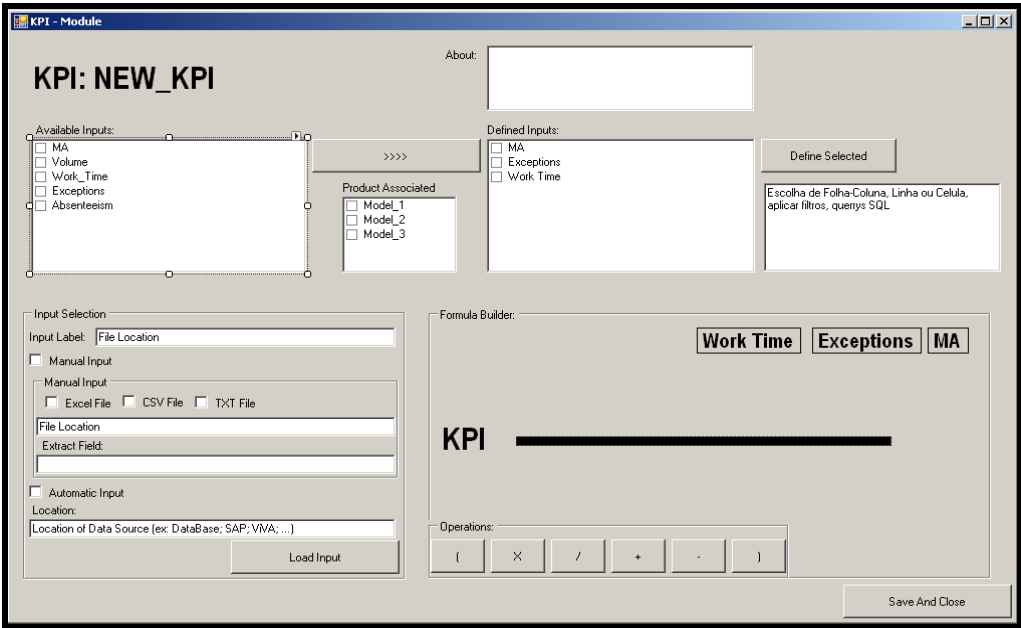 KPI - Module
KPI: NEW_KPI
About:
Available Inputs:
MA
Volume
Work_Time
Exceptions
Absenteeism
>>>>
Product Associated
Model_1
Model_2
Model_3
Defined Inputs:
MA
Exceptions
Work Time
Define Selected
Escolha de Folha-Coluna, Linha ou Celula,
aplicar filtros, querrys SQL
Input Selection
Input Label: File Location
Manual Input
Manual Input
Excel File CSV File TXT File
File Location
Extract Field:
Automatic Input
Location:
Location of Data Source (ex: DataBase; SAP; ViVA; ...)
Load Input
Formula Builder:
Work Time Exceptions MA
KPI
Operations:
( X / + - )
Save And Close